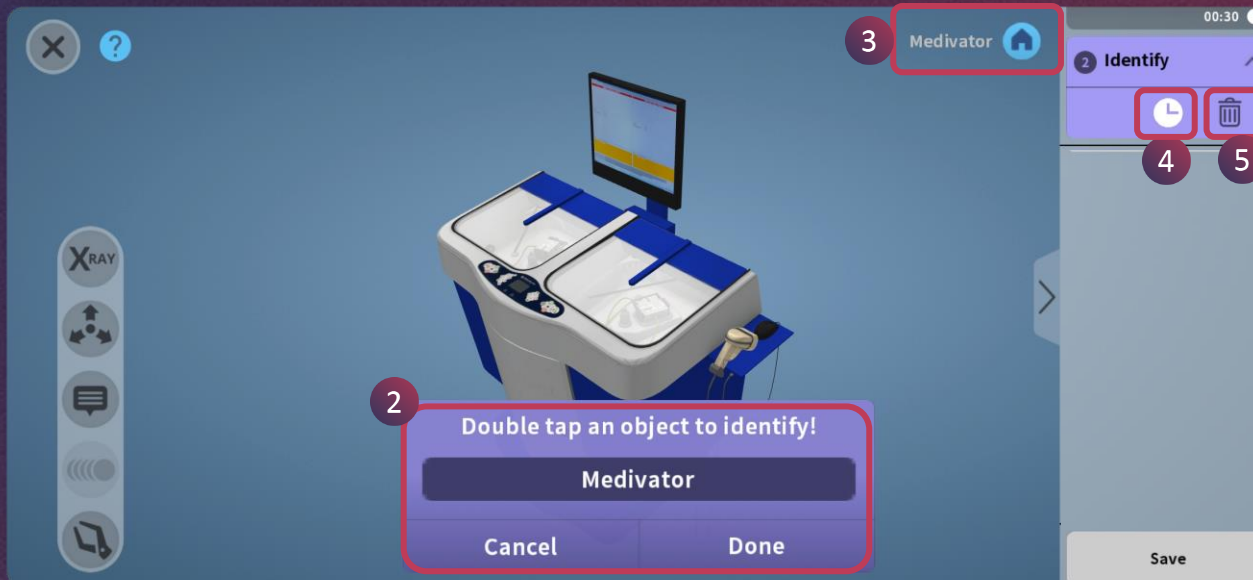 00:30
?
3
Medivator
2 Identify
4
5
XRAY
2
Double tap an object to identify!
Medivator
Cancel
Done
Save